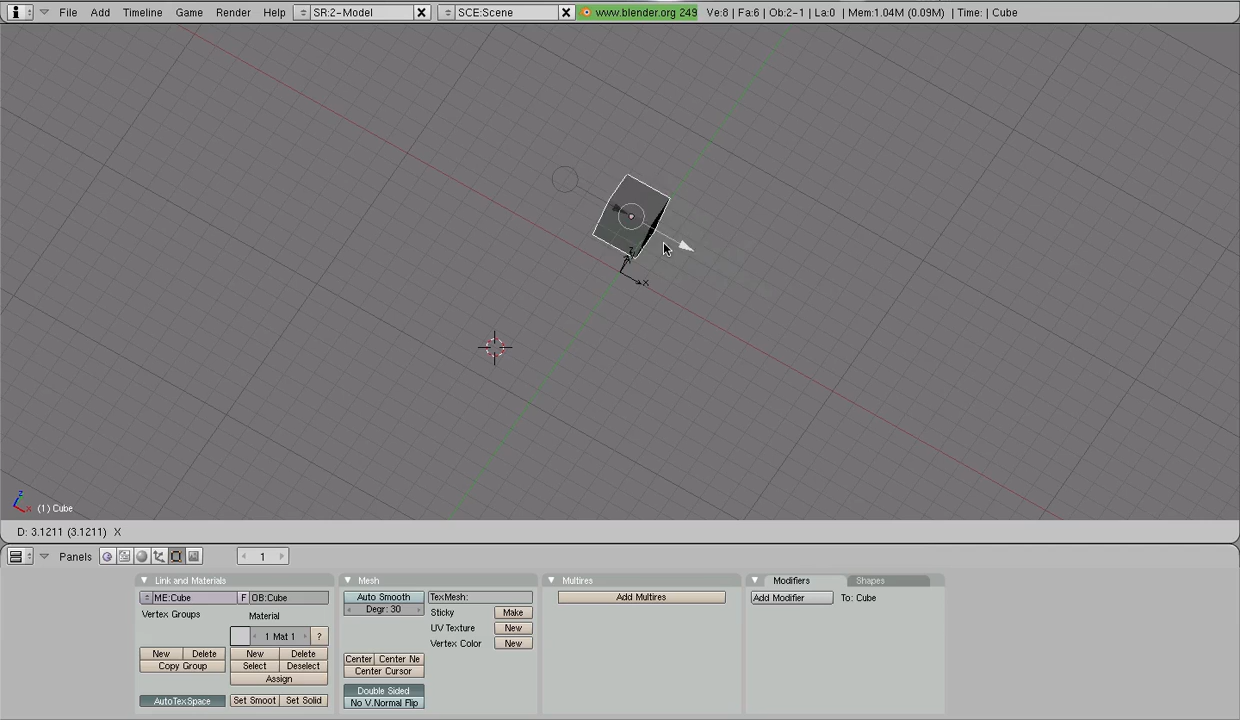 File Add Timeline Game Render Help SR:2-Model SCE:Scene www.blender.org 249 Ve:8 | Fa:6 | Ob:2-1 | La:0 | Mem:1.04M (0.09M) | Time: | Cube
x
z
x
(1) Cube
D: 3.1211 (3.1211) X
Panels 1
Link and Materials
ME:Cube F OB:Cube
Vertex Groups
Material
1 Mat 1 ?
New Delete New Delete
Copy Group Select Deselect
Assign
AutoTexSpace Set Smoot Set Solid
Mesh
Auto Smooth TexMesh:
Degr: 30 Sticky Make
UV Texture New
Vertex Color New
Center Center Ne
Center Cursor
Double Sided
No V.Normal Flip
Multires
Add Multires
Modifiers Shapes
Add Modifier To: Cube